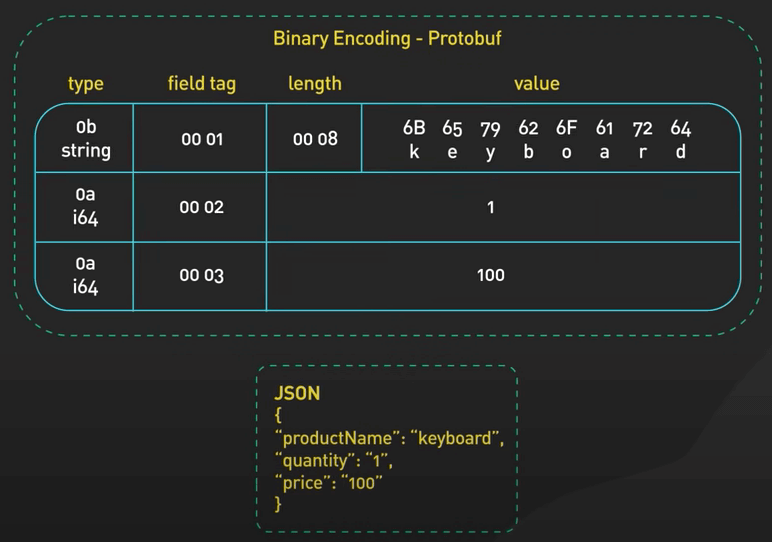 Binary Encoding - Protobuf
type field tag length value
0b
string
00 01
00 08
6B 65 79 62 6F 61 72 64
k e y b o a r d
0a
i64
00 02
1
0a
i64
00 03
100
JSON
{
“productName”: “keyboard”,
“quantity”: “1”,
“price”: “100”
}